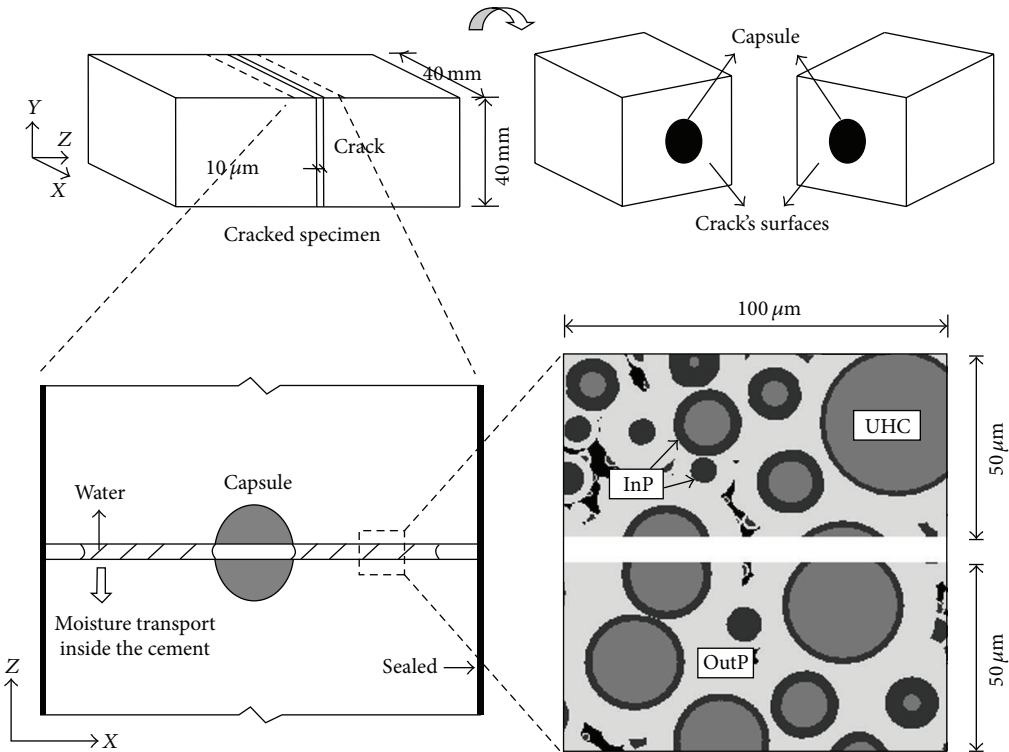 Capsule
40 mm
Y
Z
X
10 μm
Crack
40 mm
Crack's surfaces
Cracked specimen
100 μm
Water
Capsule
UHC
InP
50 μm
Moisture transport
inside the cement
Sealed
OutP
50 μm
Z
X